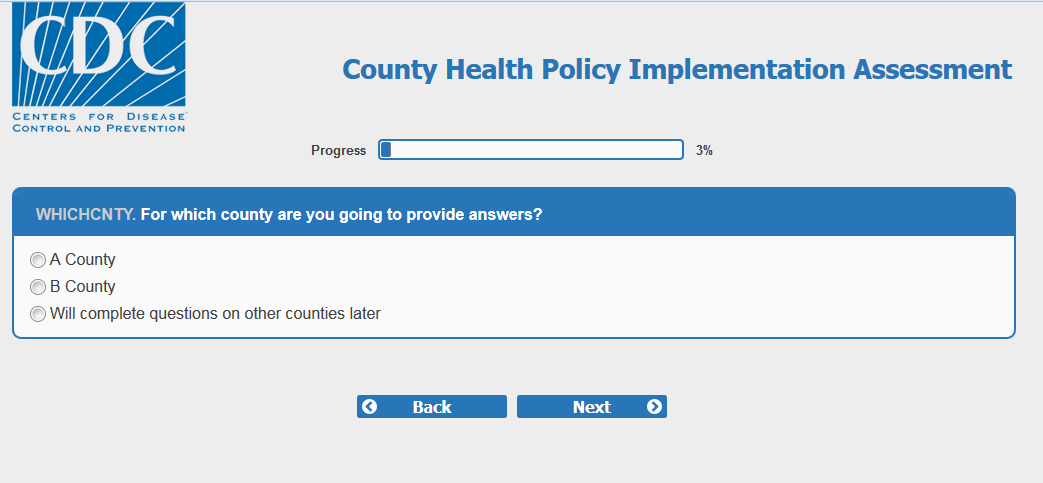 CDC
CENTERS FOR DISEASE™
CONTROL AND PREVENTION
County Health Policy Implementation Assessment
Progress 3%
WHICHCNTY. For which county are you going to provide answers?
A County
B County
Will complete questions on other counties later
Back Next